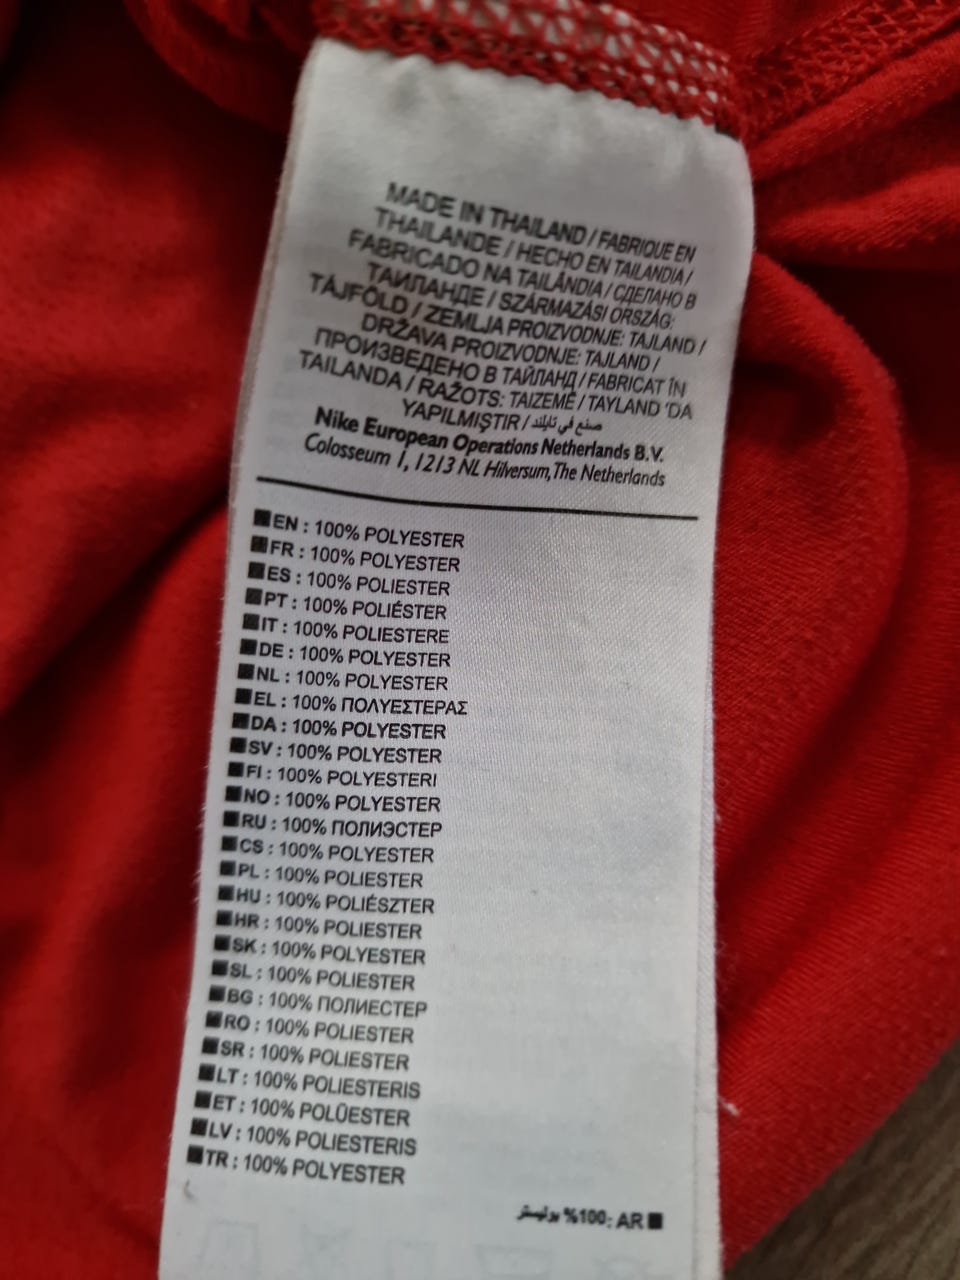 MADE IN THAILAND / FABRIQUE EN
THAILANDE / HECHO EN TAILANDIA /
FABRICADO NA TAILÂNDIA / СДЕЛАНО В
ТАИЛАНДЕ / SZÁRMAZÁSI ORSZÁG:
TÁJFÖLD / ZEMLJA PROIZVODNJE: TAJLAND /
DRŽAVA PROIZVODNJE: TAJLAND /
ПРОИЗВЕДЕНО В ТАЙЛАНД / FABRICAT ÎN
TAILANDA / RAŽOTS: TAIZEMĒ / TAYLAND 'DA
YAPILMIŞTIR / صنع في تايلند
Nike European Operations Netherlands B.V.
Colosseum 1, 1213 NL Hilversum, The Netherlands
EN : 100% POLYESTER
FR : 100% POLYESTER
ES : 100% POLIESTER
PT : 100% POLIÉSTER
IT : 100% POLIESTERE
DE : 100% POLYESTER
NL : 100% POLYESTER
EL : 100% ΠΟΛΥΕΣΤΕΡΑΣ
DA : 100% POLYESTER
SV : 100% POLYESTER
FI : 100% POLYESTERI
NO : 100% POLYESTER
RU : 100% ПОЛИЭСТЕР
CS : 100% POLYESTER
PL : 100% POLIESTER
HU : 100% POLIÉSZTER
HR : 100% POLIESTER
SK : 100% POLYESTER
SL : 100% POLIESTER
BG : 100% ПОЛИЕСТЕР
RO : 100% POLIESTER
SR : 100% POLIESTER
LT : 100% POLIESTERIS
ET : 100% POLÜESTER
LV : 100% POLIESTERIS
TR : 100% POLYESTER
AR :100% بوليستر